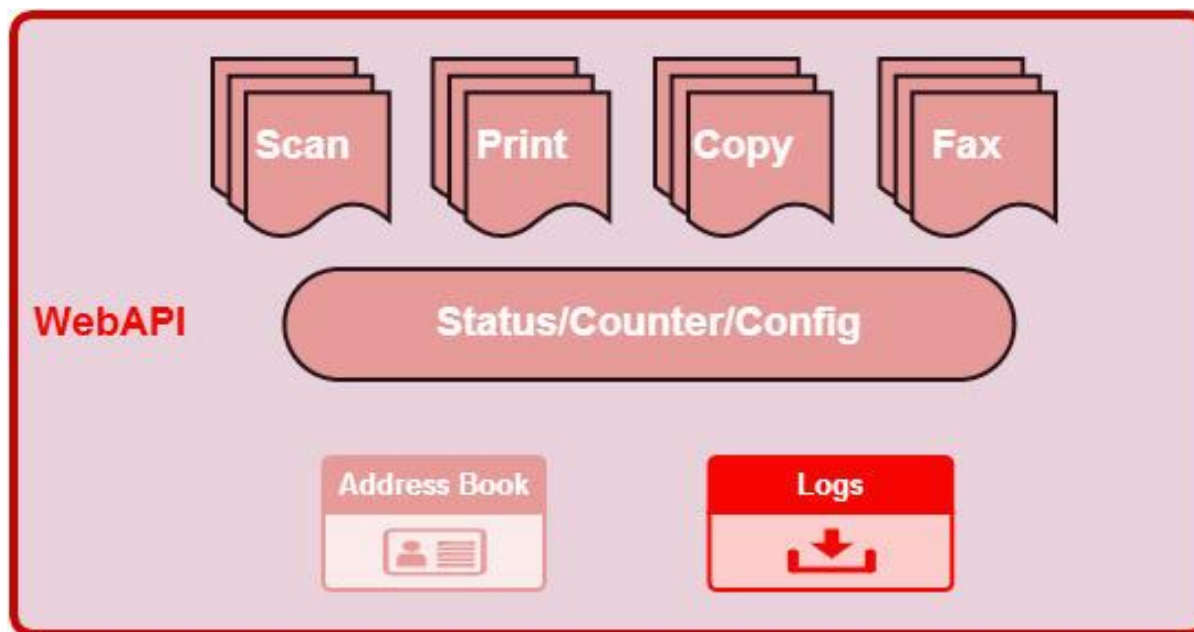 Scan
Print
Copy
Fax
WebAPI
Status/Counter/Config
Address Book
Logs